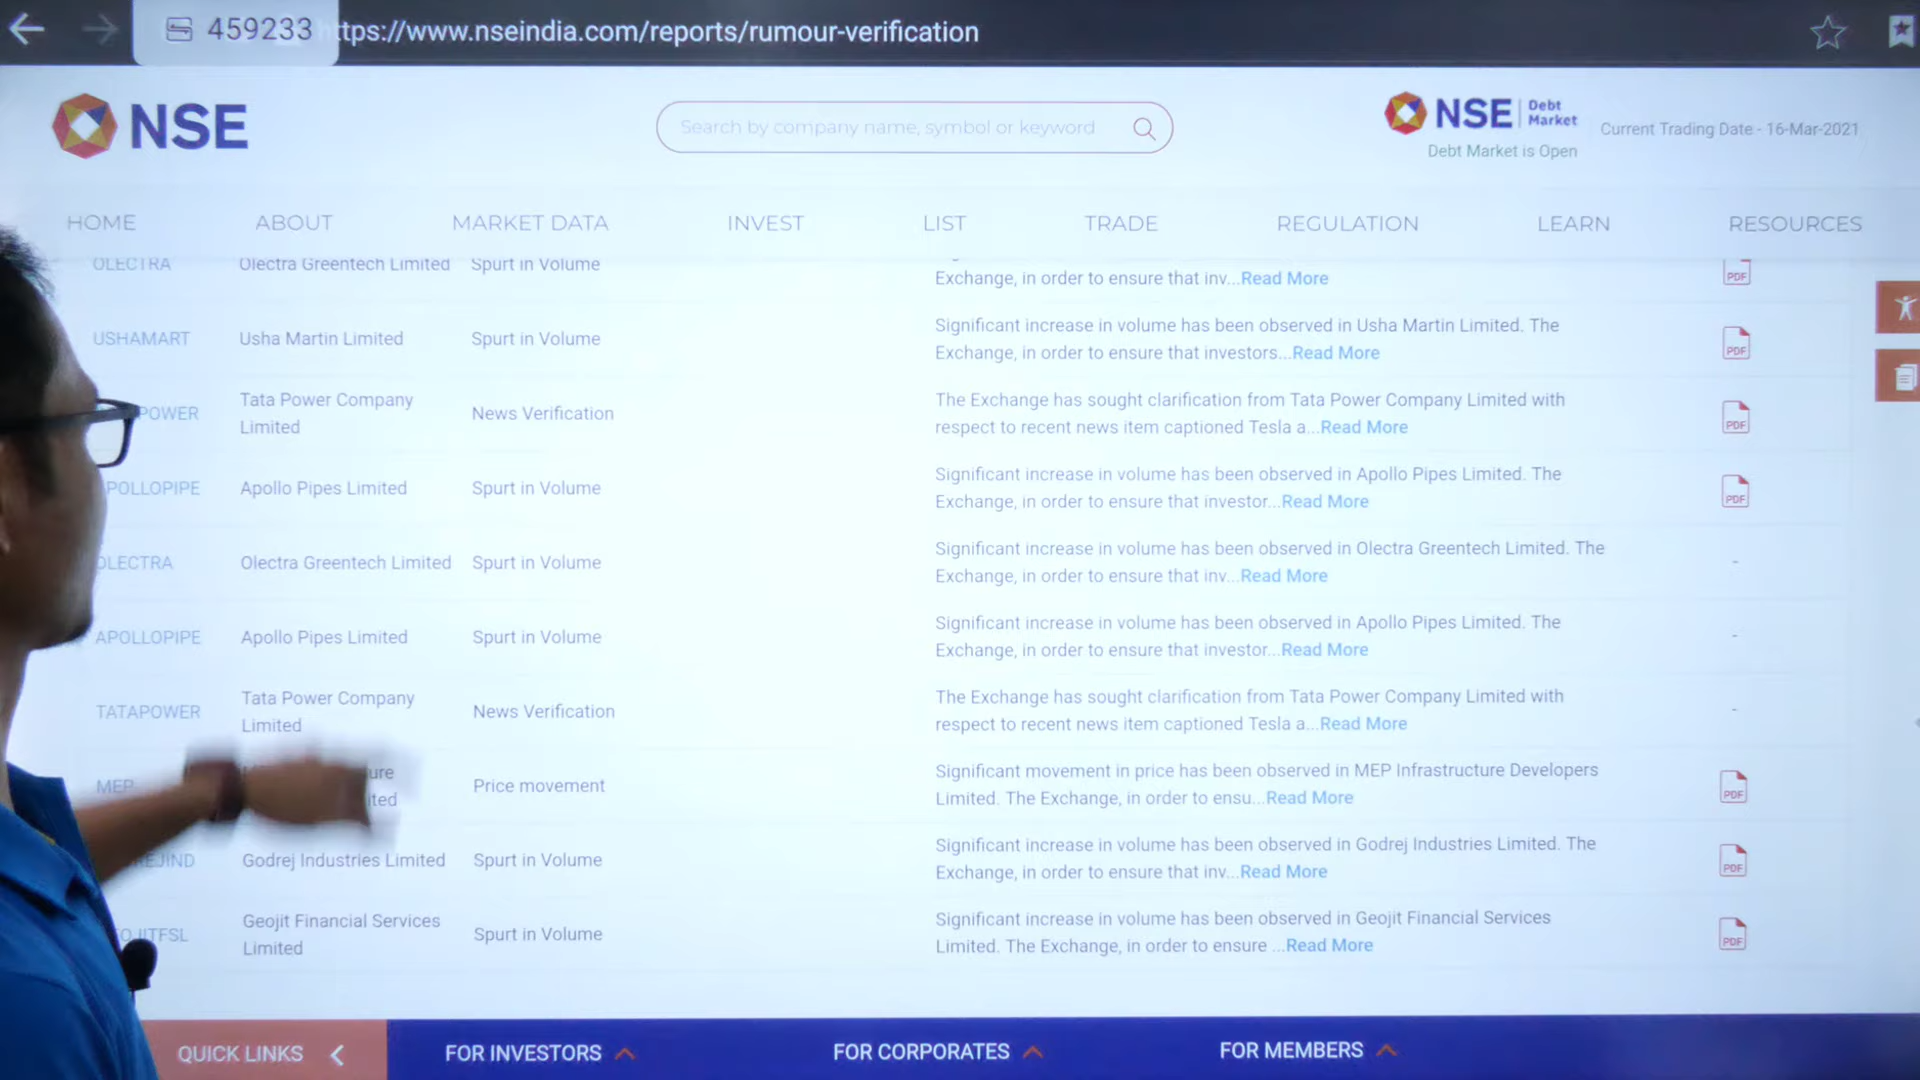 459233 ttps://www.nseindia.com/reports/rumour-verification
NSE
Search by company name, symbol or keyword
NSE Debt Market
Current Trading Date - 16-Mar-2021
Debt Market is Open
HOME ABOUT MARKET DATA INVEST LIST TRADE REGULATION LEARN RESOURCES
OLECTRA Olectra Greentech Limited Spurt in Volume
Exchange, in order to ensure that inv...Read More
PDF
USHAMART Usha Martin Limited Spurt in Volume
Significant increase in volume has been observed in Usha Martin Limited. The
Exchange, in order to ensure that investors...Read More
PDF
POWER
Tata Power Company
Limited
News Verification
The Exchange has sought clarification from Tata Power Company Limited with
respect to recent news item captioned Tesla a...Read More
PDF
POLLOPIPE Apollo Pipes Limited Spurt in Volume
Significant increase in volume has been observed in Apollo Pipes Limited. The
Exchange, in order to ensure that investor...Read More
PDF
OLECTRA Olectra Greentech Limited Spurt in Volume
Significant increase in volume has been observed in Olectra Greentech Limited. The
Exchange, in order to ensure that inv...Read More
-
APOLLOPIPE Apollo Pipes Limited Spurt in Volume
Significant increase in volume has been observed in Apollo Pipes Limited. The
Exchange, in order to ensure that investor...Read More
-
TATAPOWER
Tata Power Company
Limited
News Verification
The Exchange has sought clarification from Tata Power Company Limited with
respect to recent news item captioned Tesla a...Read More
-
MEP
ure
ited
Price movement
Significant movement in price has been observed in MEP Infrastructure Developers
Limited. The Exchange, in order to ensu...Read More
PDF
EJIND Godrej Industries Limited Spurt in Volume
Significant increase in volume has been observed in Godrej Industries Limited. The
Exchange, in order to ensure that inv...Read More
PDF
OJITFSL
Geojit Financial Services
Limited
Spurt in Volume
Significant increase in volume has been observed in Geojit Financial Services
Limited. The Exchange, in order to ensure ...Read More
PDF
QUICK LINKS FOR INVESTORS FOR CORPORATES FOR MEMBERS